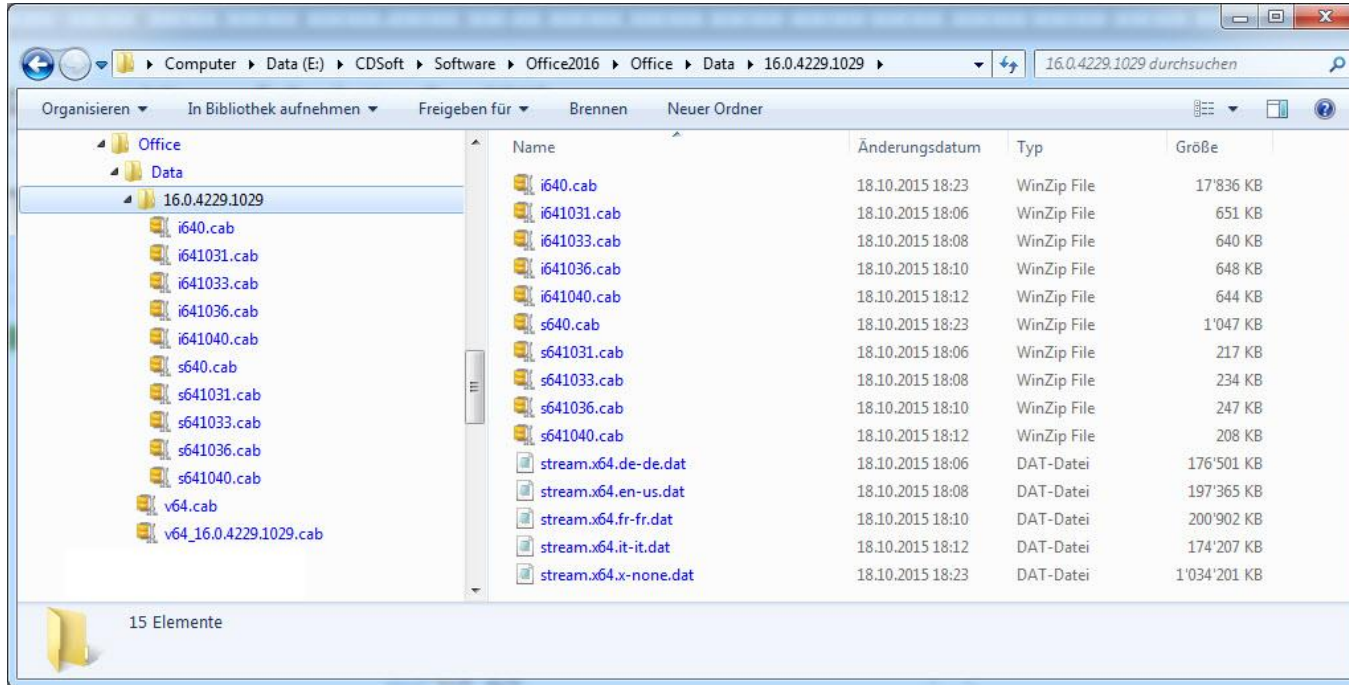 Computer ▸ Data (E:) ▸ CDSoft ▸ Software ▸ Office2016 ▸ Office ▸ Data ▸ 16.0.4229.1029 ▸ 16.0.4229.1029 durchsuchen
Organisieren In Bibliothek aufnehmen Freigeben für Brennen Neuer Ordner
Office
Data
16.0.4229.1029
i640.cab
i641031.cab
i641033.cab
i641036.cab
i641040.cab
s640.cab
s641031.cab
s641033.cab
s641036.cab
s641040.cab
v64.cab
v64_16.0.4229.1029.cab
Name Änderungsdatum Typ Größe
i640.cab 18.10.2015 18:23 WinZip File 17'836 KB
i641031.cab 18.10.2015 18:06 WinZip File 651 KB
i641033.cab 18.10.2015 18:08 WinZip File 640 KB
i641036.cab 18.10.2015 18:10 WinZip File 648 KB
i641040.cab 18.10.2015 18:12 WinZip File 644 KB
s640.cab 18.10.2015 18:23 WinZip File 1'047 KB
s641031.cab 18.10.2015 18:06 WinZip File 217 KB
s641033.cab 18.10.2015 18:08 WinZip File 234 KB
s641036.cab 18.10.2015 18:10 WinZip File 247 KB
s641040.cab 18.10.2015 18:12 WinZip File 208 KB
stream.x64.de-de.dat 18.10.2015 18:06 DAT-Datei 176'501 KB
stream.x64.en-us.dat 18.10.2015 18:08 DAT-Datei 197'365 KB
stream.x64.fr-fr.dat 18.10.2015 18:10 DAT-Datei 200'902 KB
stream.x64.it-it.dat 18.10.2015 18:12 DAT-Datei 174'207 KB
stream.x64.x-none.dat 18.10.2015 18:23 DAT-Datei 1'034'201 KB
15 Elemente